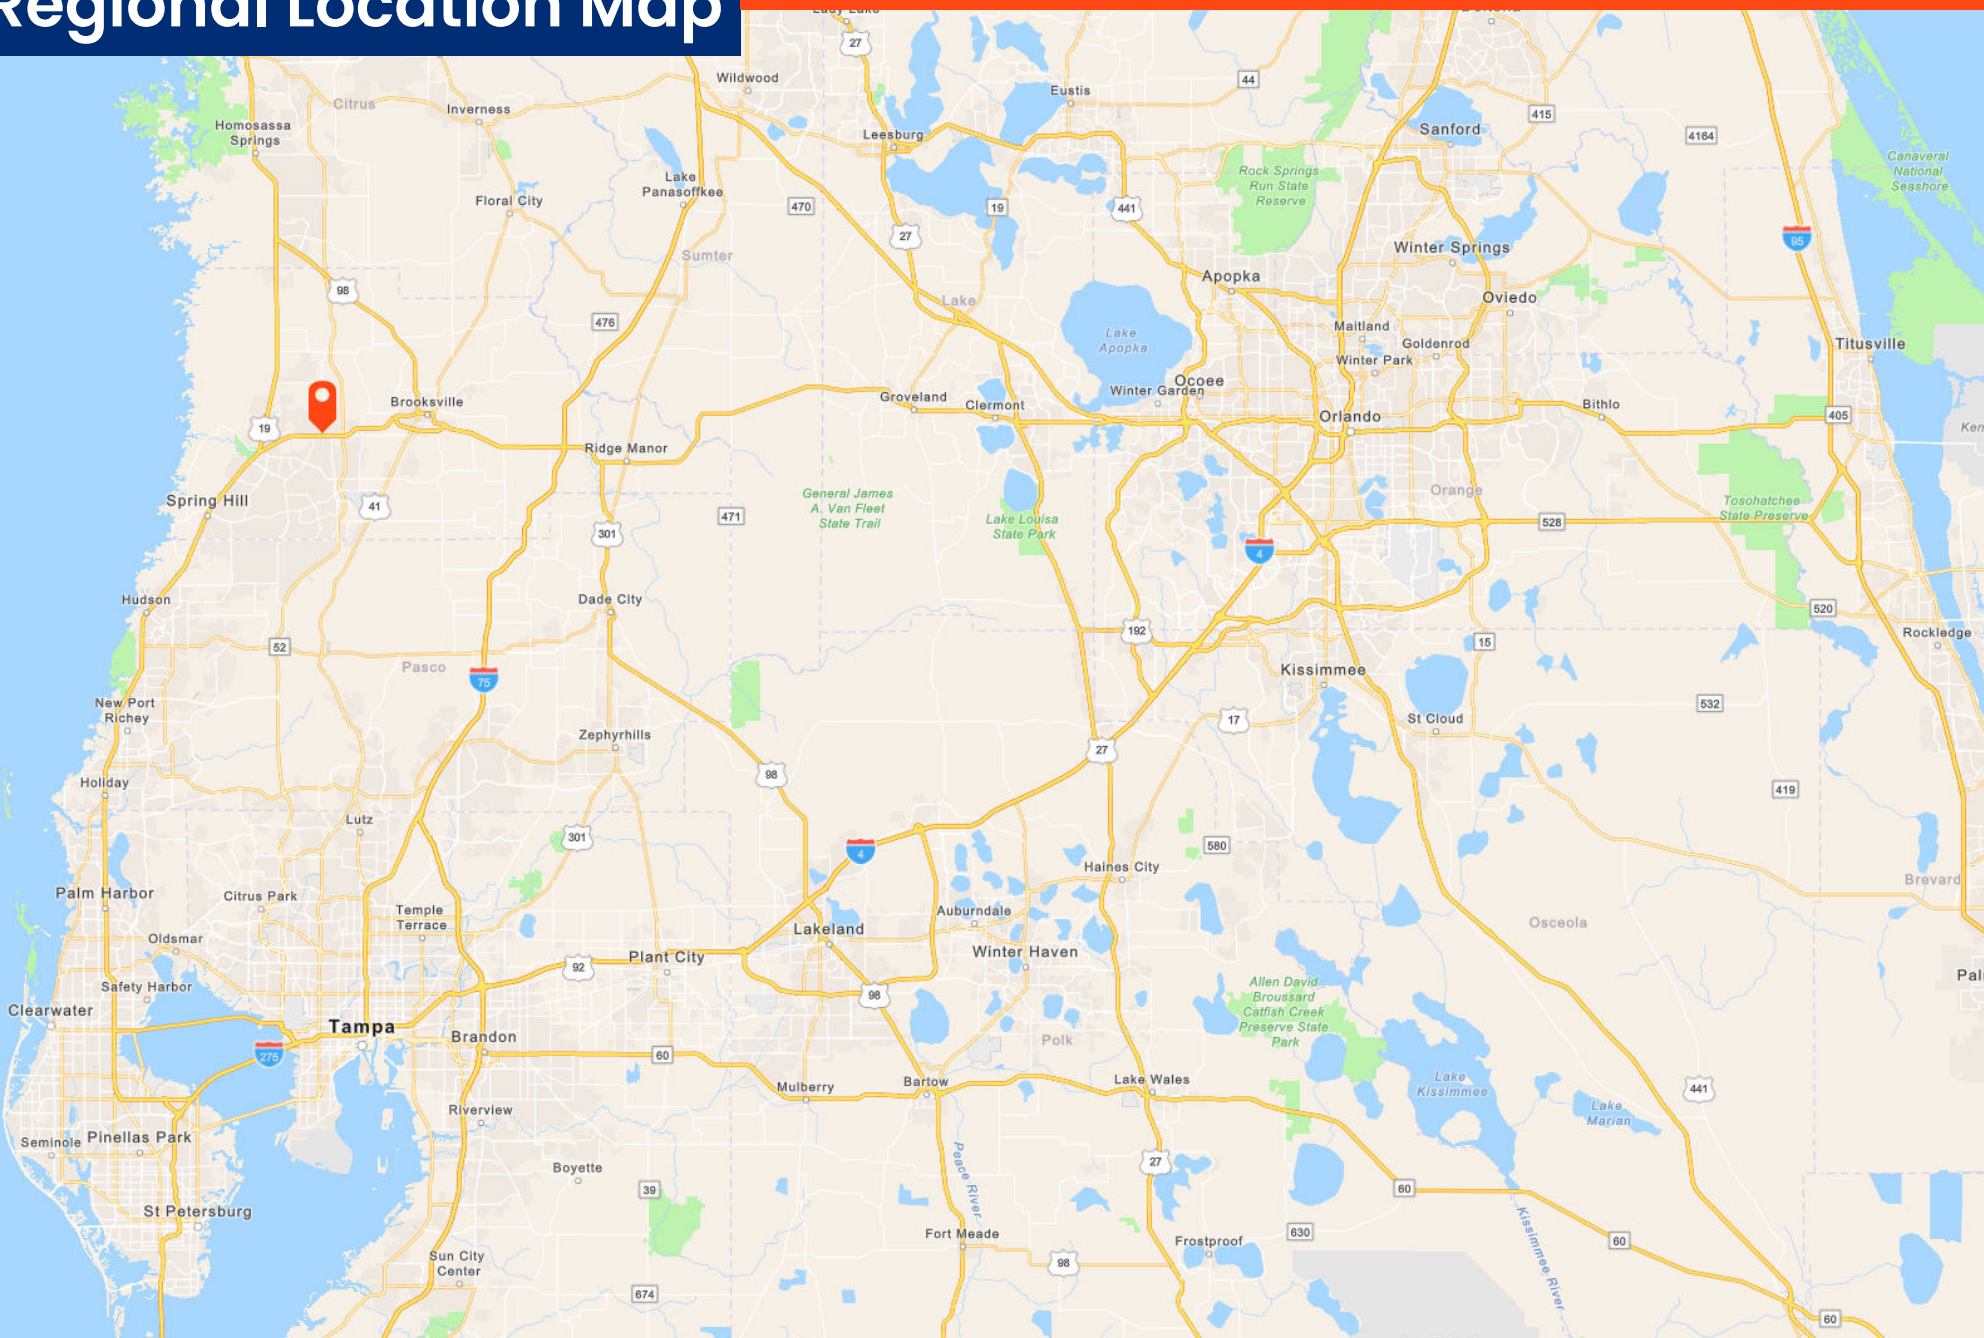 Regional Location Map
Lady Lake
27
Wildwood
44
Citrus
Inverness
Eustis
415
Homosassa
Springs
Leesburg
Sanford
4164
Canaveral
National
Seashore
Rock Springs
Run State
Reserve
Lake
Panasoffkee
Floral City
470
19
441
27
95
Winter Springs
Sumter
Apopka
98
Lake
Oviedo
476
Lake
Apopka
Maitland
Goldenrod
Titusville
Winter Park
Ocoee
Winter Garden
Brooksville
Groveland
Clermont
Bithlo
Orlando
405
Ken
19
Ridge Manor
Spring Hill
41
General James
A. Van Fleet
State Trail
Orange
Tosohatchee
State Preserve
471
Lake Louisa
State Park
528
301
4
Hudson
Dade City
520
192
Rockledge
52
15
Pasco
75
Kissimmee
New Port
Richey
532
17
St Cloud
Zephyrhills
27
98
Holiday
419
Lutz
301
580
4
Haines City
Brevard
Palm Harbor
Citrus Park
Temple
Terrace
Auburndale
Osceola
Lakeland
Oldsmar
Plant City
Winter Haven
92
Pal
Safety Harbor
98
Allen David
Broussard
Catfish Creek
Preserve State
Park
Clearwater
Tampa
Brandon
Polk
275
60
Mulberry
Bartow
Lake Wales
Lake
Kissimmee
441
Lake
Marian
Riverview
Seminole
Pinellas Park
Peace River
27
Boyette
39
60
St Petersburg
Kissimmee River
Fort Meade
Frostproof
630
60
Sun City
Center
98
674
60